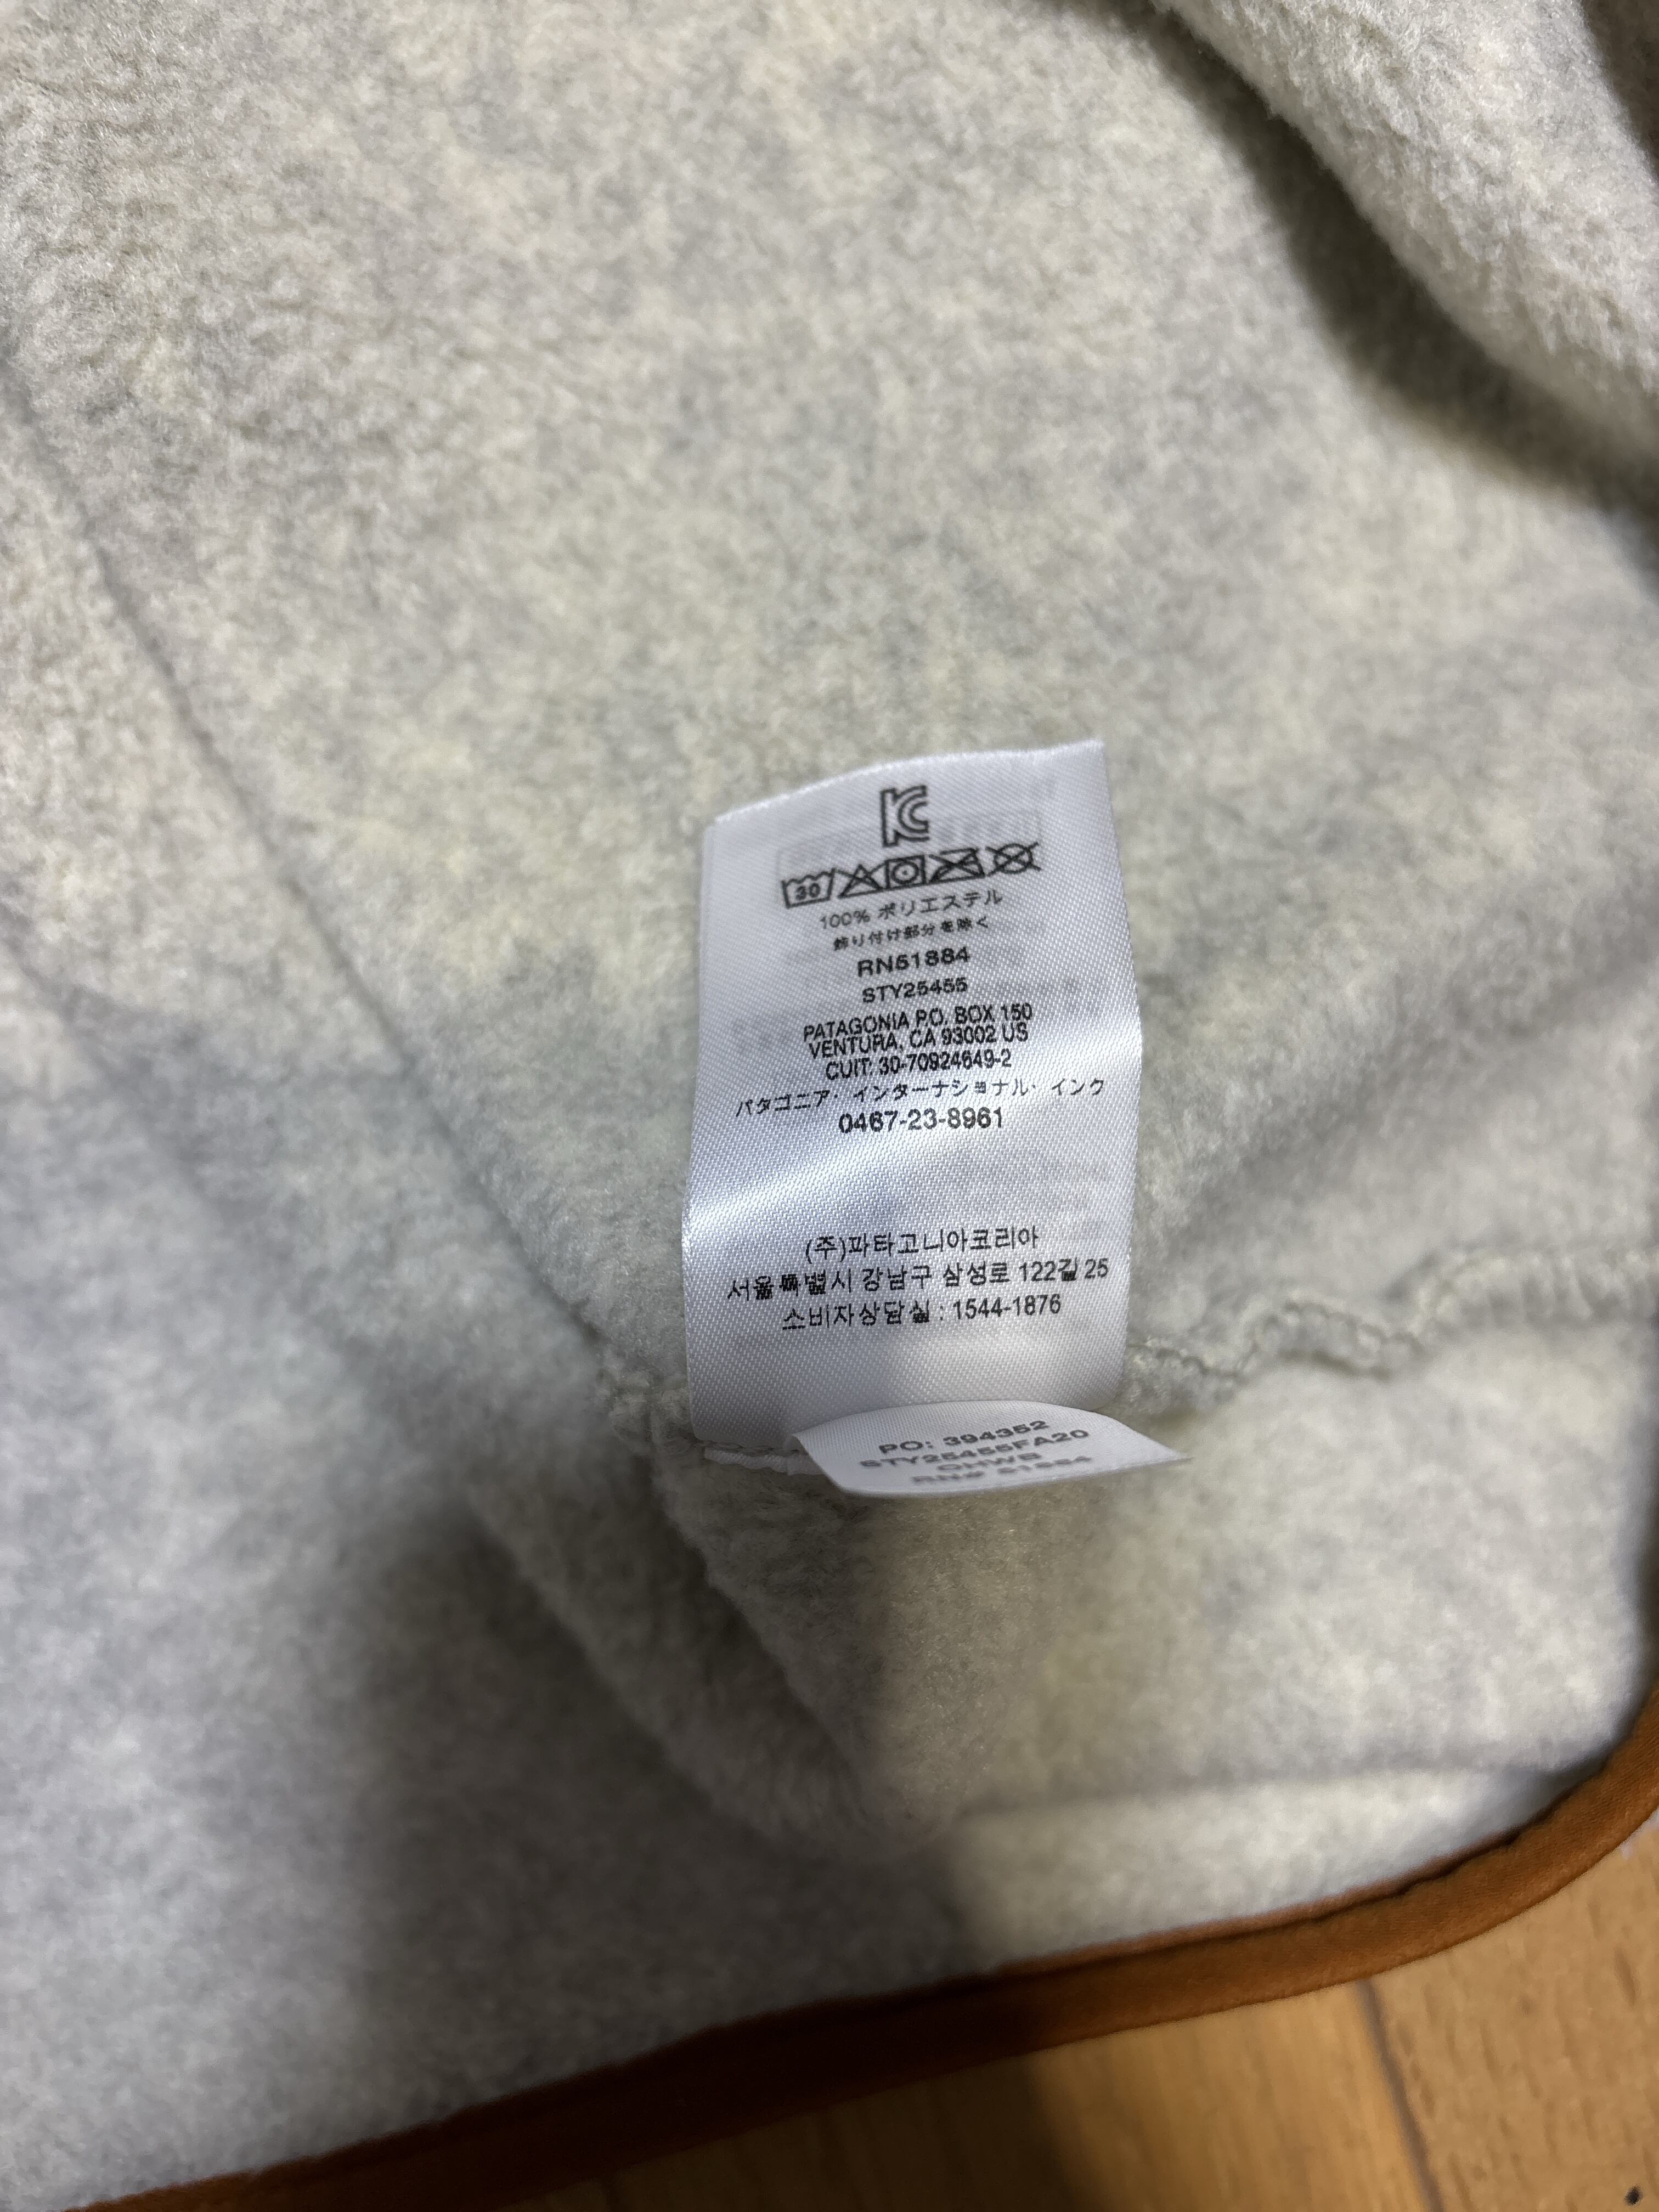 KC
30
100% ポリエステル
飾り付け部分を除く
RN51884
STY25455
PATAGONIA P.O. BOX 150
VENTURA, CA 93002 US
CUIT: 30-70924649-2
パタゴニア・インターナショナル・インク
0467-23-8961
(주)파타고니아코리아
서울특별시 강남구 삼성로 122길 25
소비자상담실 : 1544-1876
PO: 394352
STY25455FA20
OHWB
RN# 51884